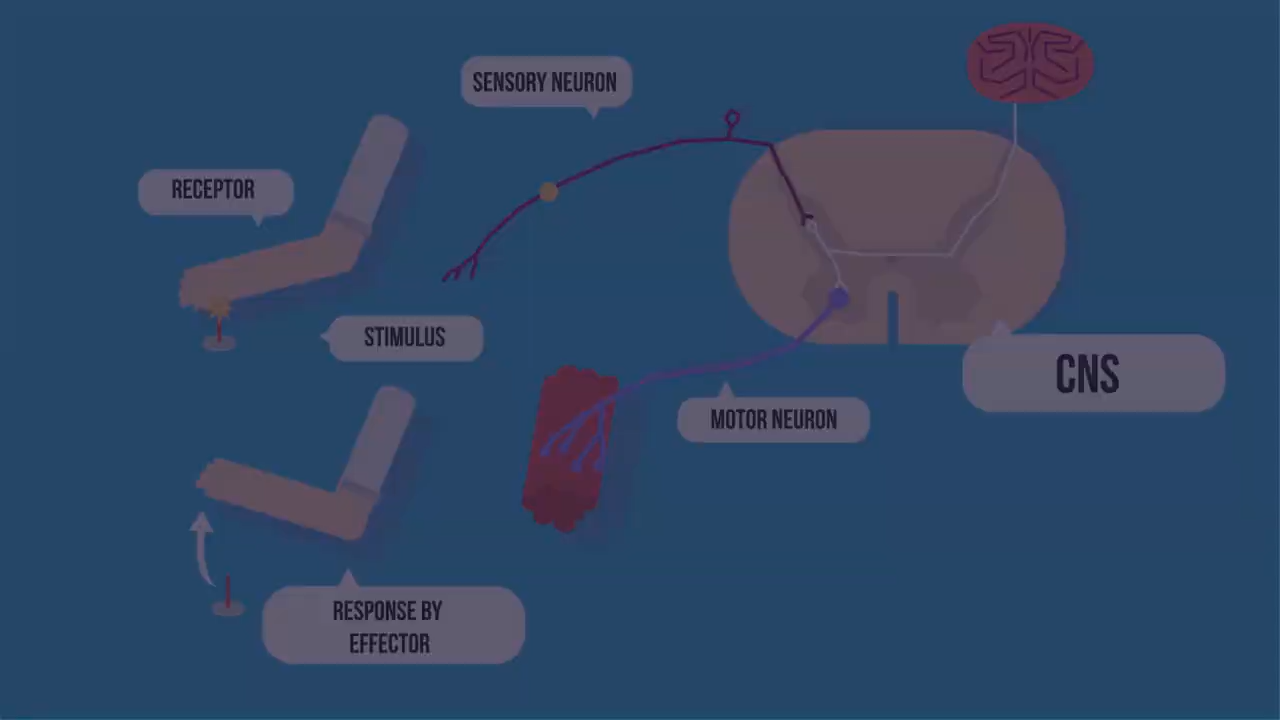 SENSORY NEURON
RECEPTOR
STIMULUS
CNS
MOTOR NEURON
RESPONSE BY
EFFECTOR